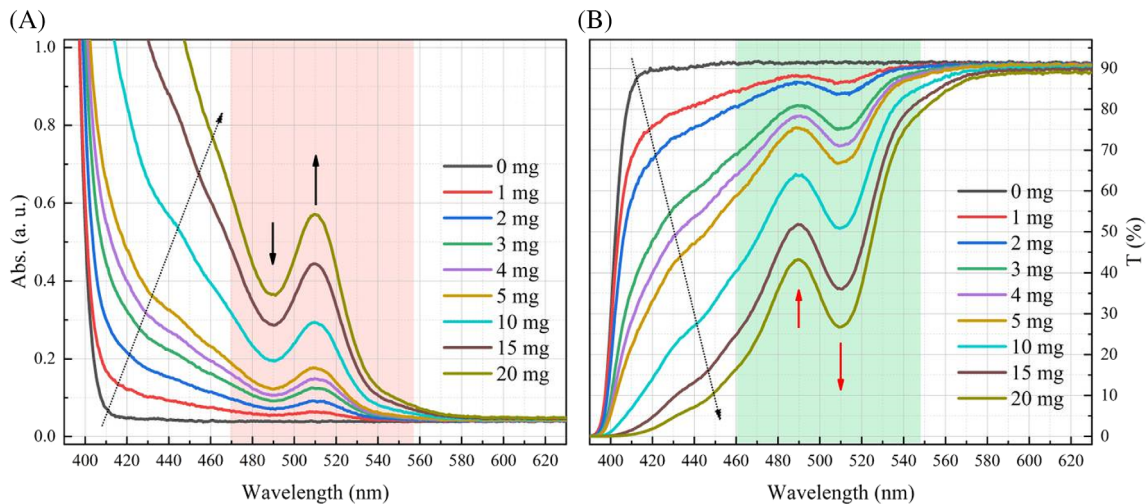 (A)
1.0
0.8
0.6
0.4
0.2
0.0
Abs. (a. u.)
0 mg
1 mg
2 mg
3 mg
4 mg
5 mg
10 mg
15 mg
20 mg
400 420 440 460 480 500 520 540 560 580 600 620
Wavelength (nm)
(B)
0 mg
1 mg
2 mg
3 mg
4 mg
5 mg
10 mg
15 mg
20 mg
90
80
70
60
50
40
30
20
10
0
T (%)
400 420 440 460 480 500 520 540 560 580 600 620
Wavelength (nm)